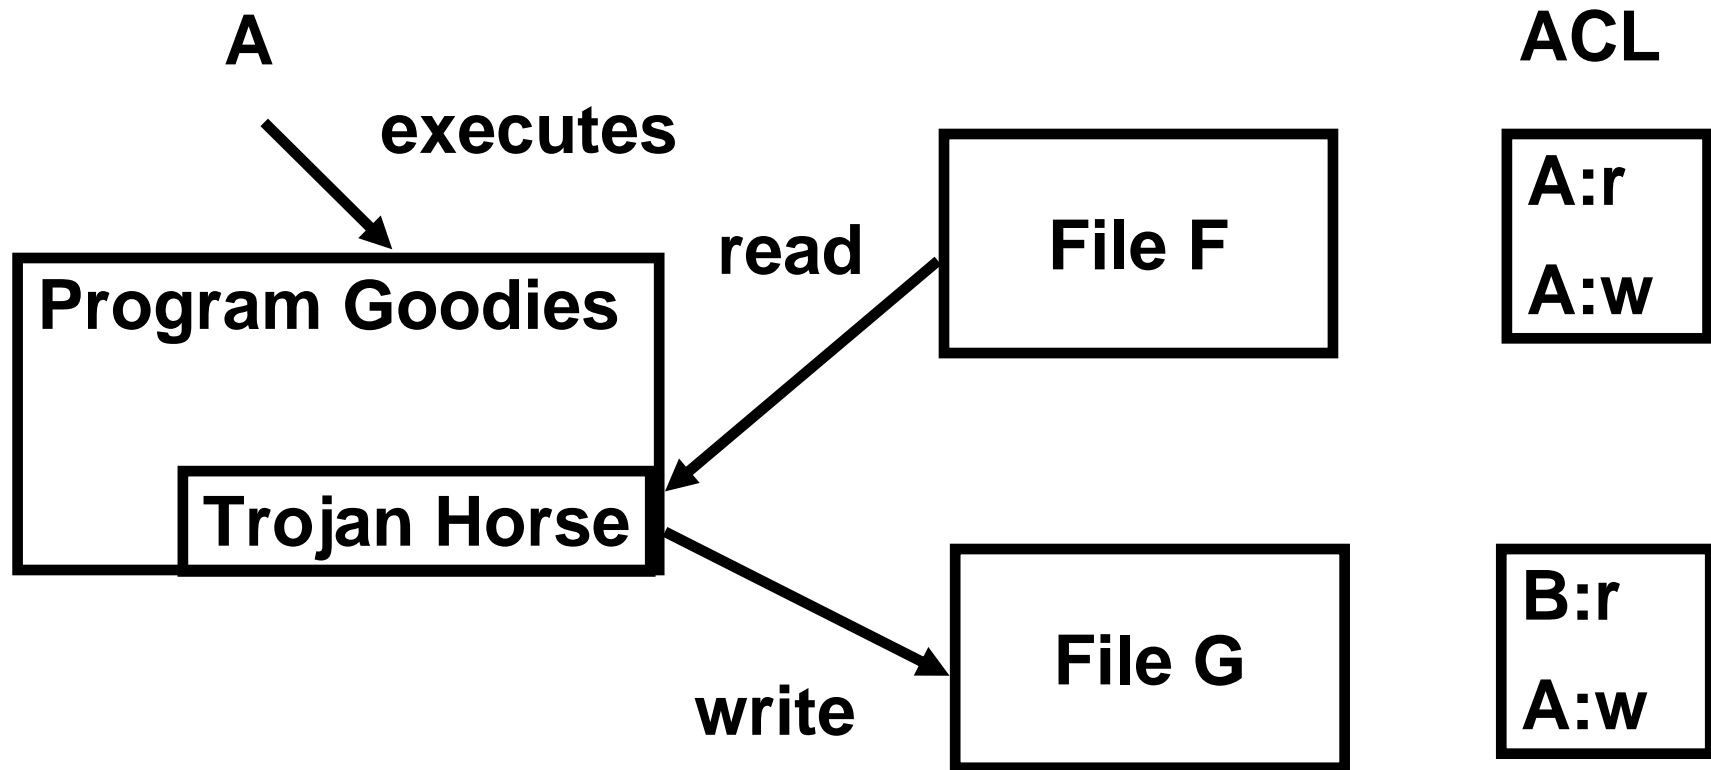 A
ACL
executes
Program Goodies
read
File F
A:r
A:w
Trojan Horse
write
File G
B:r
A:w